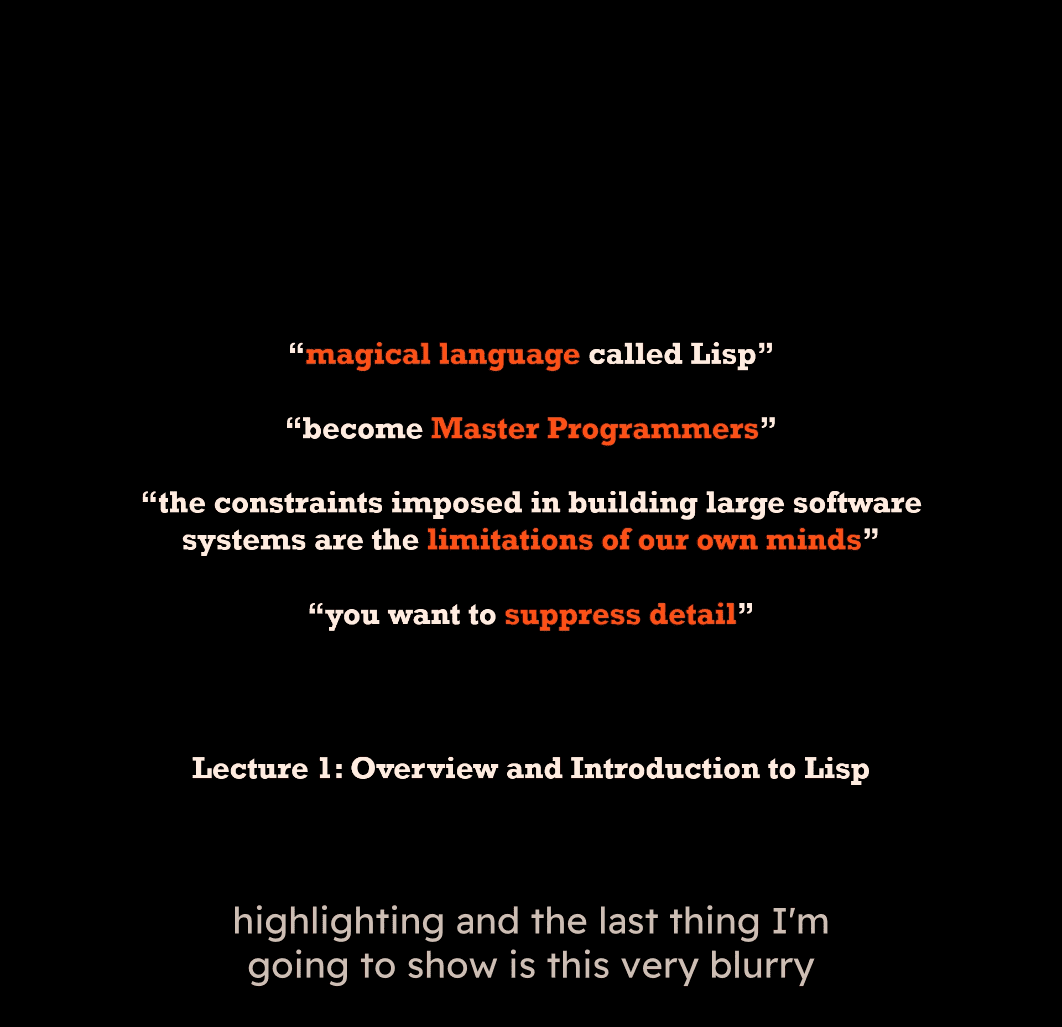 “magical language called Lisp”
“become Master Programmers”
“the constraints imposed in building large software
systems are the limitations of our own minds”
“you want to suppress detail”
Lecture 1: Overview and Introduction to Lisp
highlighting and the last thing I'm
going to show is this very blurry